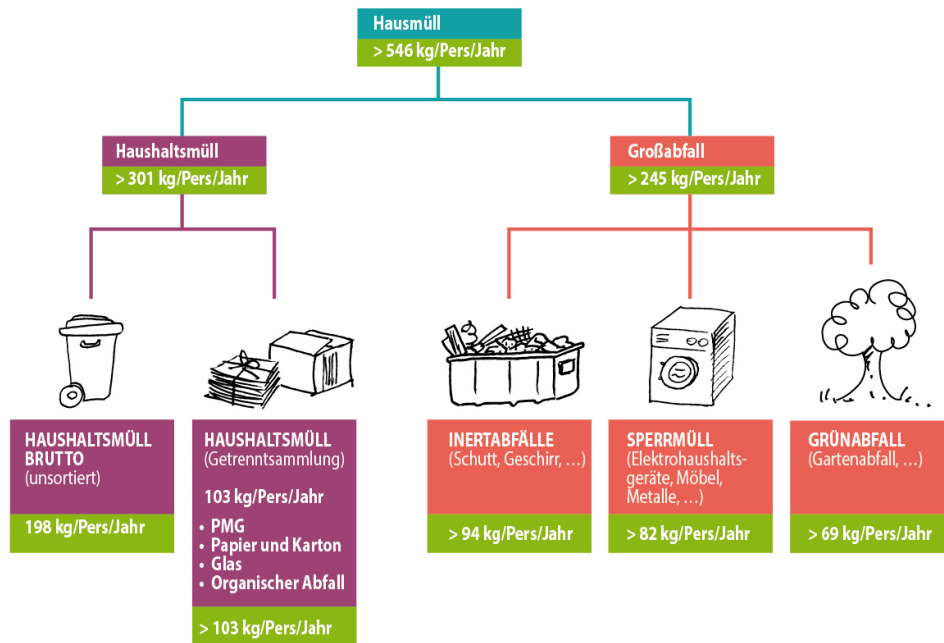 Hausmüll
> 546 kg/Pers/Jahr
Haushaltsmüll
> 301 kg/Pers/Jahr
Großabfall
> 245 kg/Pers/Jahr
HAUSHALTSMÜLL
BRUTTO
(unsortiert)
198 kg/Pers/Jahr
HAUSHALTSMÜLL
(Getrenntsammlung)
103 kg/Pers/Jahr
• PMG
• Papier und Karton
• Glas
• Organischer Abfall
> 103 kg/Pers/Jahr
INERTABFÄLLE
(Schutt, Geschirr, …)
> 94 kg/Pers/Jahr
SPERRMÜLL
(Elektrohaushalts-
geräte, Möbel,
Metalle, …)
> 82 kg/Pers/Jahr
GRÜNABFALL
(Gartenabfall, …)
> 69 kg/Pers/Jahr